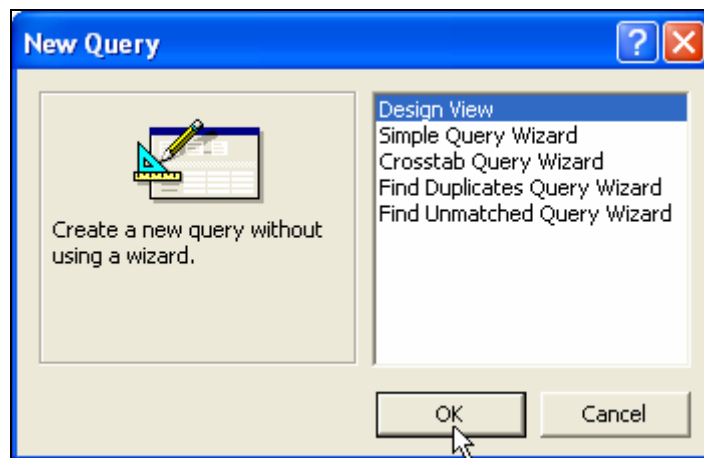 New Query
Create a new query without
using a wizard.
Design View
Simple Query Wizard
Crosstab Query Wizard
Find Duplicates Query Wizard
Find Unmatched Query Wizard
OK
Cancel